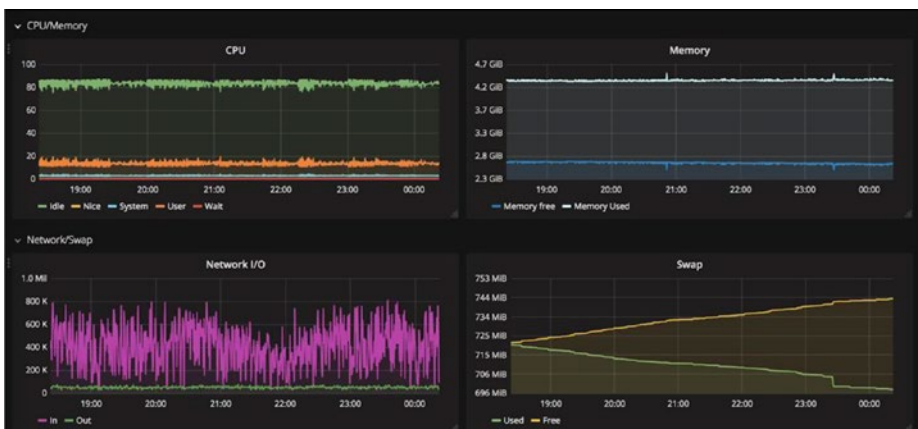 CPU/Memory
CPU
100
80
60
40
20
0
19:00 20:00 21:00 22:00 23:00 00:00
Idle Nice System User Wait
Memory
4.7 GiB
4.2 GiB
3.7 GiB
3.3 GiB
2.8 GiB
2.3 GiB
19:00 20:00 21:00 22:00 23:00 00:00
Memory free Memory Used
Network/Swap
Network I/O
1.0 Mil
800 K
600 K
400 K
200 K
0
19:00 20:00 21:00 22:00 23:00 00:00
In Out
Swap
753 MiB
744 MiB
734 MiB
725 MiB
715 MiB
706 MiB
696 MiB
19:00 20:00 21:00 22:00 23:00 00:00
Used Free